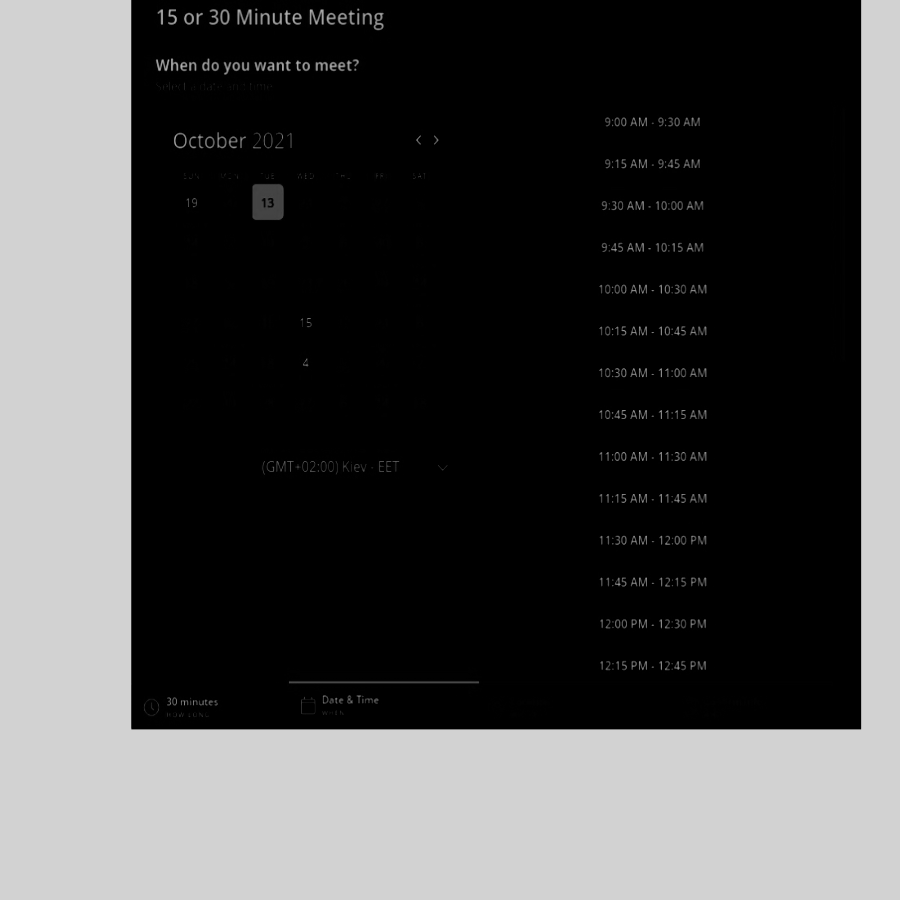 15 or 30 Minute Meeting
When do you want to meet?
Select a date and time
October 2021
SUN MON TUE WED THU FRI SAT
19 13
15
4
(GMT+02:00) Kiev - EET
9:00 AM - 9:30 AM
9:15 AM - 9:45 AM
9:30 AM - 10:00 AM
9:45 AM - 10:15 AM
10:00 AM - 10:30 AM
10:15 AM - 10:45 AM
10:30 AM - 11:00 AM
10:45 AM - 11:15 AM
11:00 AM - 11:30 AM
11:15 AM - 11:45 AM
11:30 AM - 12:00 PM
11:45 AM - 12:15 PM
12:00 PM - 12:30 PM
12:15 PM - 12:45 PM
30 minutes
HOW LONG
Date & Time
WHEN